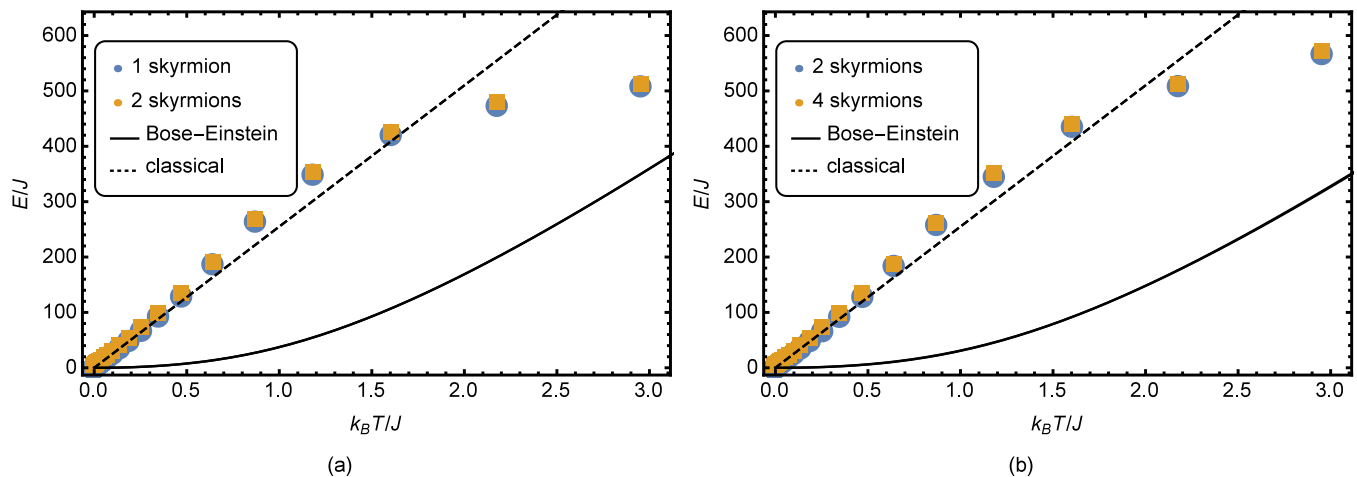 600
500
400
300
200
100
0
E/J
1 skyrmion
2 skyrmions
Bose–Einstein
classical
0.0 0.5 1.0 1.5 2.0 2.5 3.0
k_B T/J
(a)
600
500
400
300
200
100
0
E/J
2 skyrmions
4 skyrmions
Bose–Einstein
classical
0.0 0.5 1.0 1.5 2.0 2.5 3.0
k_B T/J
(b)